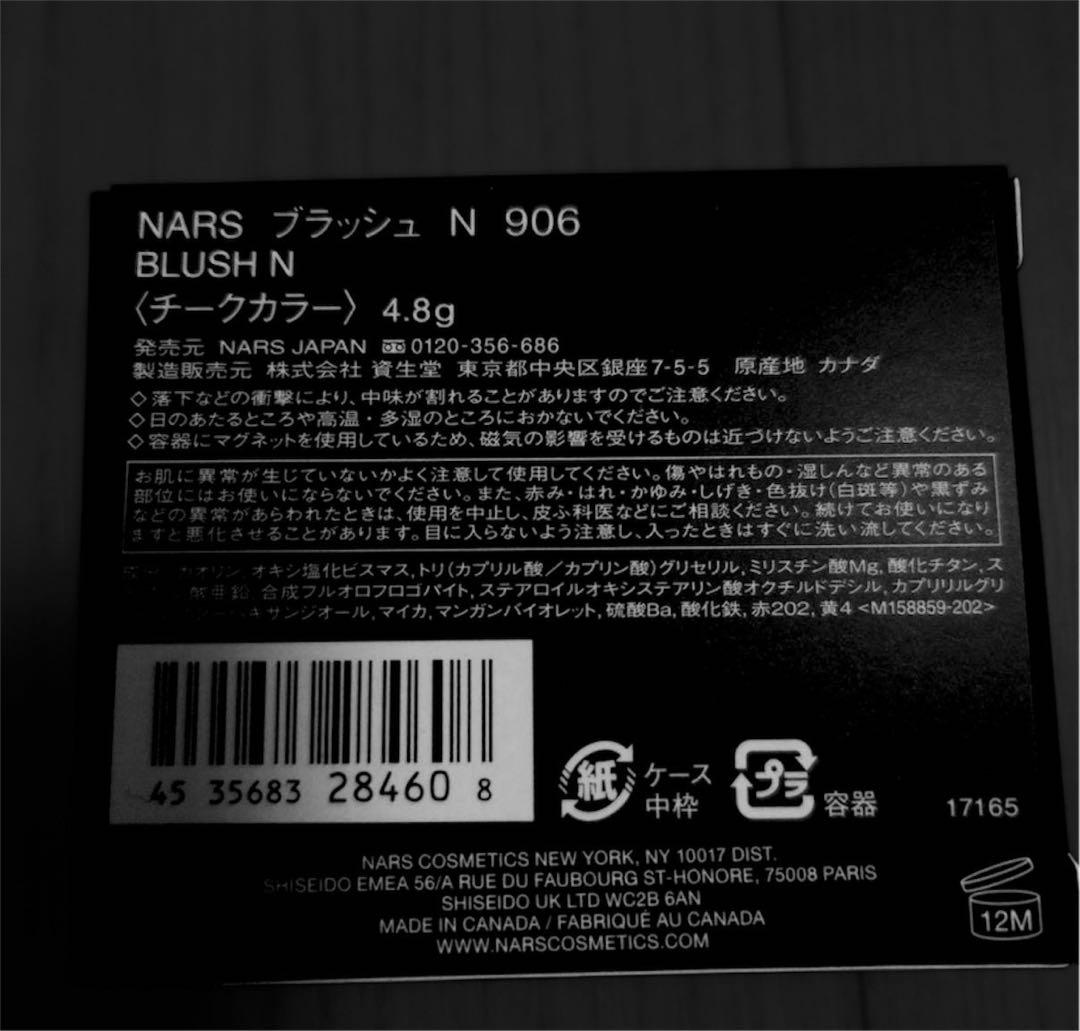 NARS ブラッシュ N 906
BLUSH N
〈チークカラー〉 4.8g
発売元 NARS JAPAN 0120-356-686
製造販売元 株式会社 資生堂 東京都中央区銀座7-5-5 原産地 カナダ
◇落下などの衝撃により、中味が割れることがありますのでご注意ください。
◇日のあたるところや高温・多湿のところにおかないでください。
◇容器にマグネットを使用しているため、磁気の影響を受けるものは近づけないようご注意ください。
お肌に異常が生じていないかよく注意して使用してください。傷やはれもの・湿しんなど異常のある
部位にはお使いにならないでください。また、赤み・はれ・かゆみ・しげき・色抜け(白斑等)や黒ずみ
などの異常があらわれたときは、使用を中止し、皮ふ科医などにご相談ください。続けてお使いになり
ますと悪化させることがあります。目に入らないよう注意し、入ったときはすぐに洗い流してください。
カオリン, オキシ塩化ビスマス,トリ(カプリル酸/カプリン酸)グリセリル,ミリスチン酸Mg, 酸化チタン, ス
酸亜鉛, 合成フルオロフロゴパイト, ステアロイルオキシステアリン酸オクチルドデシル, カプリリルグリ
キサンジオール,マイカ,マンガンバイオレット,硫酸Ba,酸化鉄,赤202, 黄4 <M158859-202>
45 35683 28460 8
紙 ケース
中枠
プラ 容器
17165
NARS COSMETICS NEW YORK, NY 10017 DIST.
SHISEIDO EMEA 56/A RUE DU FAUBOURG ST-HONORE, 75008 PARIS
SHISEIDO UK LTD WC2B 6AN
MADE IN CANADA / FABRIQUÉ AU CANADA
WWW.NARSCOSMETICS.COM
12M